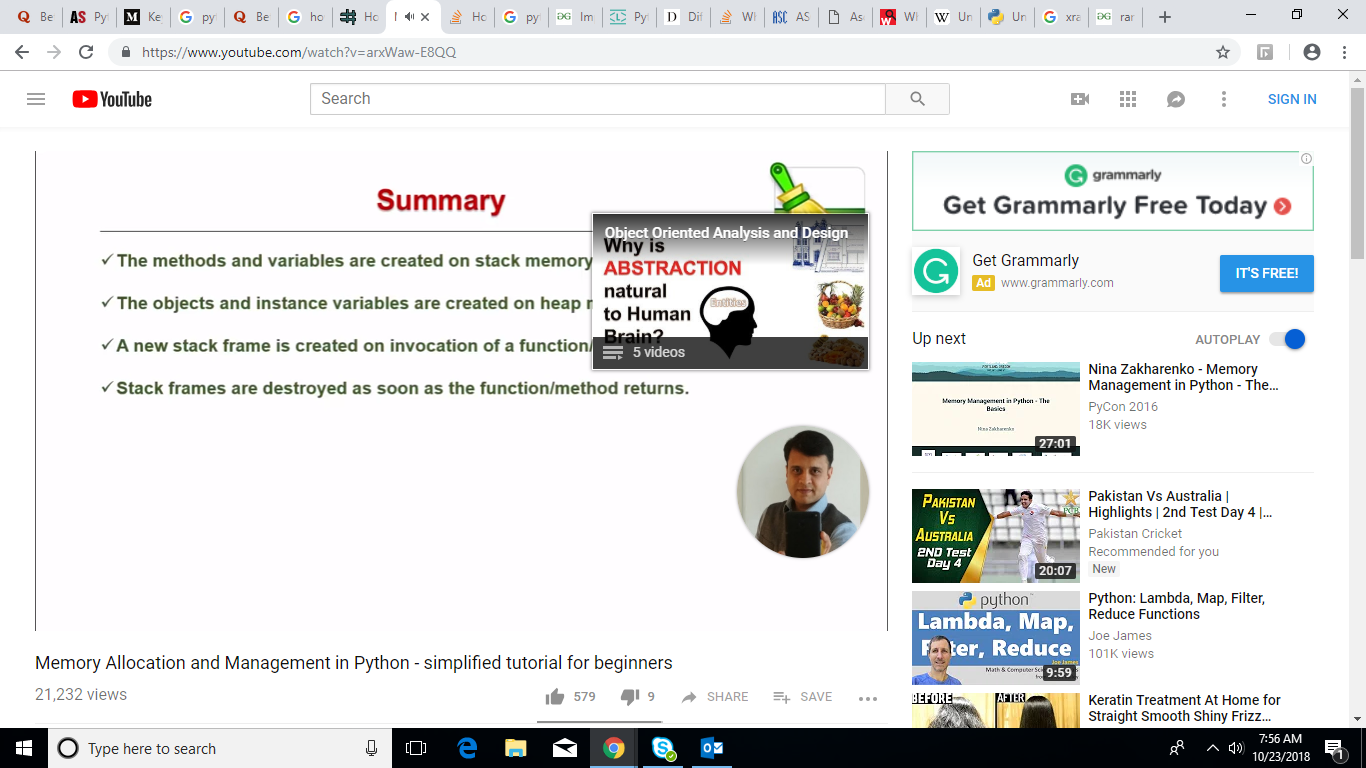 Be
Py
Ke
py
Be
ho
Ho
Ho
py
Im
Py
Dif
Wl
AS
Asc
Wl
Un
Un
xra
rar
https://www.youtube.com/watch?v=arxWaw-E8QQ
YouTube
Search
SIGN IN
Summary
The methods and variables are created on stack memory
The objects and instance variables are created on heap
A new stack frame is created on invocation of a function/
Stack frames are destroyed as soon as the function/method returns.
Object Oriented Analysis and Design
Why is
ABSTRACTION
natural
to Human
Brain?
Entities
5 videos
Memory Allocation and Management in Python - simplified tutorial for beginners
21,232 views
579
9
SHARE
SAVE
grammarly
Get Grammarly Free Today
Get Grammarly
Ad www.grammarly.com
IT'S FREE!
Up next
AUTOPLAY
Memory Management in Python - The
Basics
Nina Zakharenko
27:01
Nina Zakharenko - Memory
Management in Python - The...
PyCon 2016
18K views
PAKISTAN
VS
AUSTRALIA
2ND Test
Day 4
PCB
20:07
Pakistan Vs Australia |
Highlights | 2nd Test Day 4 |...
Pakistan Cricket
Recommended for you
New
python
Lambda, Map,
Filter, Reduce
Joe James
Math & Computer
9:59
Python: Lambda, Map, Filter,
Reduce Functions
Joe James
101K views
BEFORE
AFTER
Keratin Treatment At Home for
Straight Smooth Shiny Frizz...
Type here to search
7:56 AM
10/23/2018
1